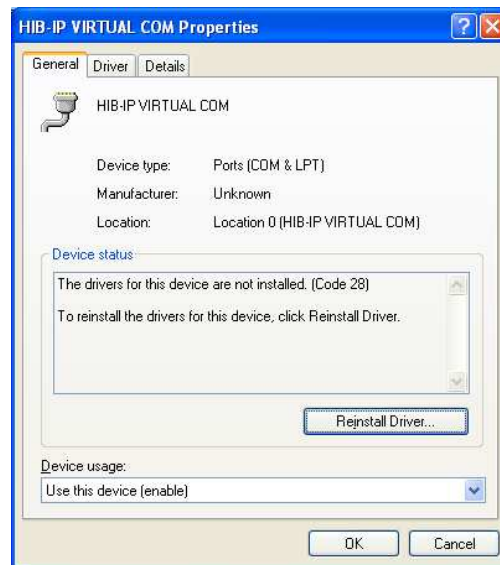 HIB-IP VIRTUAL COM Properties
General Driver Details
HIB-IP VIRTUAL COM
Device type: Ports (COM & LPT)
Manufacturer: Unknown
Location: Location 0 (HIB-IP VIRTUAL COM)
Device status
The drivers for this device are not installed. (Code 28)
To reinstall the drivers for this device, click Reinstall Driver.
Reinstall Driver...
Device usage:
Use this device (enable)
OK Cancel